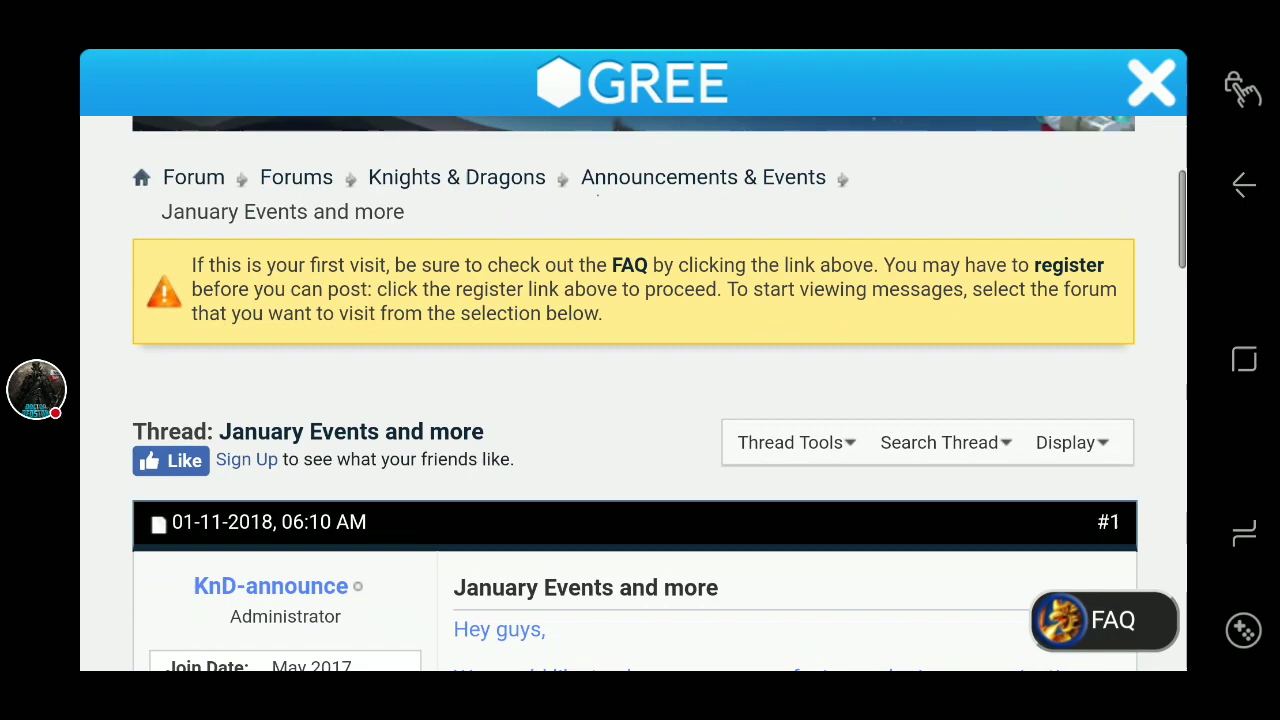 GREE
Forum Forums Knights & Dragons Announcements & Events
January Events and more
If this is your first visit, be sure to check out the FAQ by clicking the link above. You may have to register
before you can post: click the register link above to proceed. To start viewing messages, select the forum
that you want to visit from the selection below.
Thread: January Events and more
Thread Tools Search Thread Display
Like Sign Up to see what your friends like.
01-11-2018, 06:10 AM #1
KnD-announce
Administrator
January Events and more
Hey guys,
FAQ
Join Date: May 2017